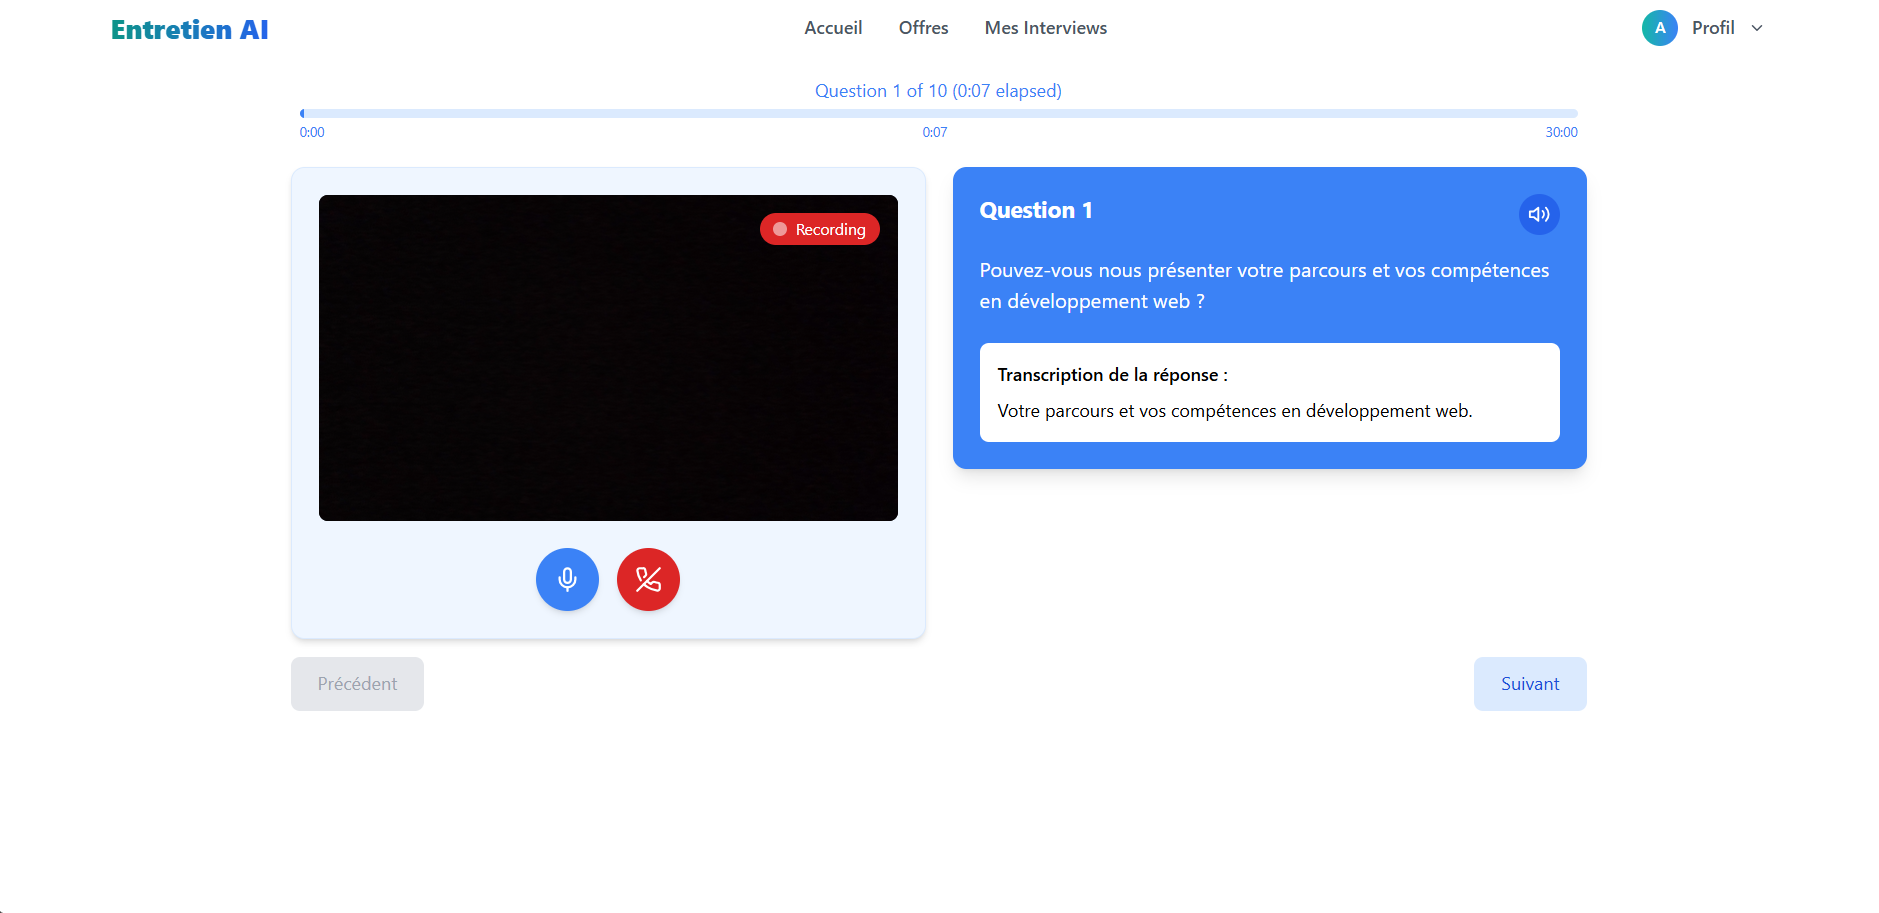 Entretien AI
Accueil
Offres
Mes Interviews
A
Profil
Question 1 of 10 (0:07 elapsed)
0:00
0:07
30:00
Recording
Question 1
Pouvez-vous nous présenter votre parcours et vos compétences
en développement web ?
Transcription de la réponse :
Votre parcours et vos compétences en développement web.
Précédent
Suivant